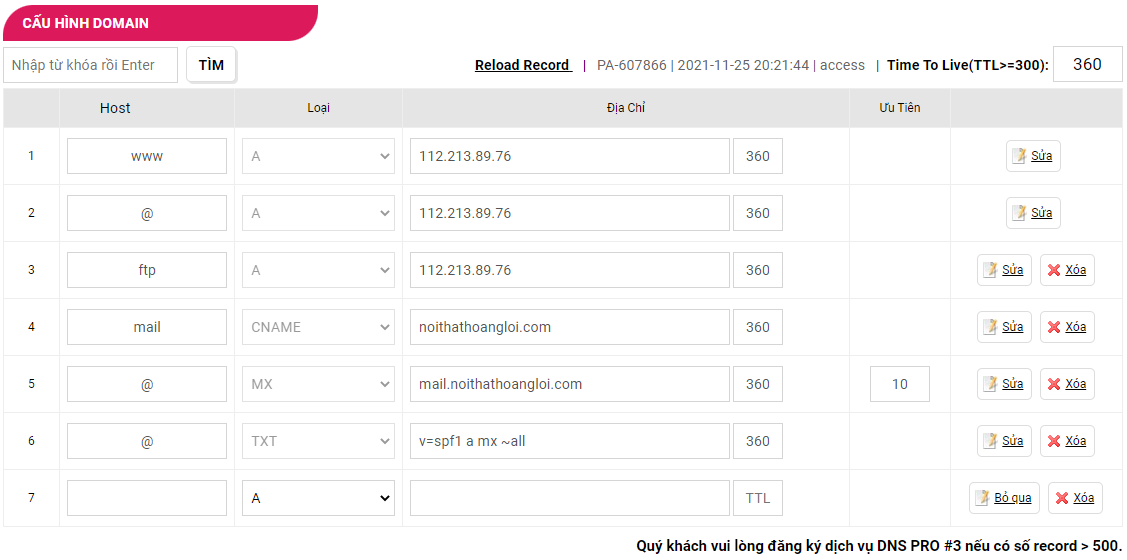 CẤU HÌNH DOMAIN
Nhập từ khóa rồi Enter TÌM Reload Record | PA-607866 | 2021-11-25 20:21:44 | access | Time To Live(TTL>=300): 360
Host Loại Địa Chỉ Ưu Tiên
1 www A 112.213.89.76 360 Sửa
2 @ A 112.213.89.76 360 Sửa
3 ftp A 112.213.89.76 360 Sửa Xóa
4 mail CNAME noithathoangloi.com 360 Sửa Xóa
5 @ MX mail.noithathoangloi.com 360 10 Sửa Xóa
6 @ TXT v=spf1 a mx ~all 360 Sửa Xóa
7 A TTL Bỏ qua Xóa
Quý khách vui lòng đăng ký dịch vụ DNS PRO #3 nếu có số record > 500.